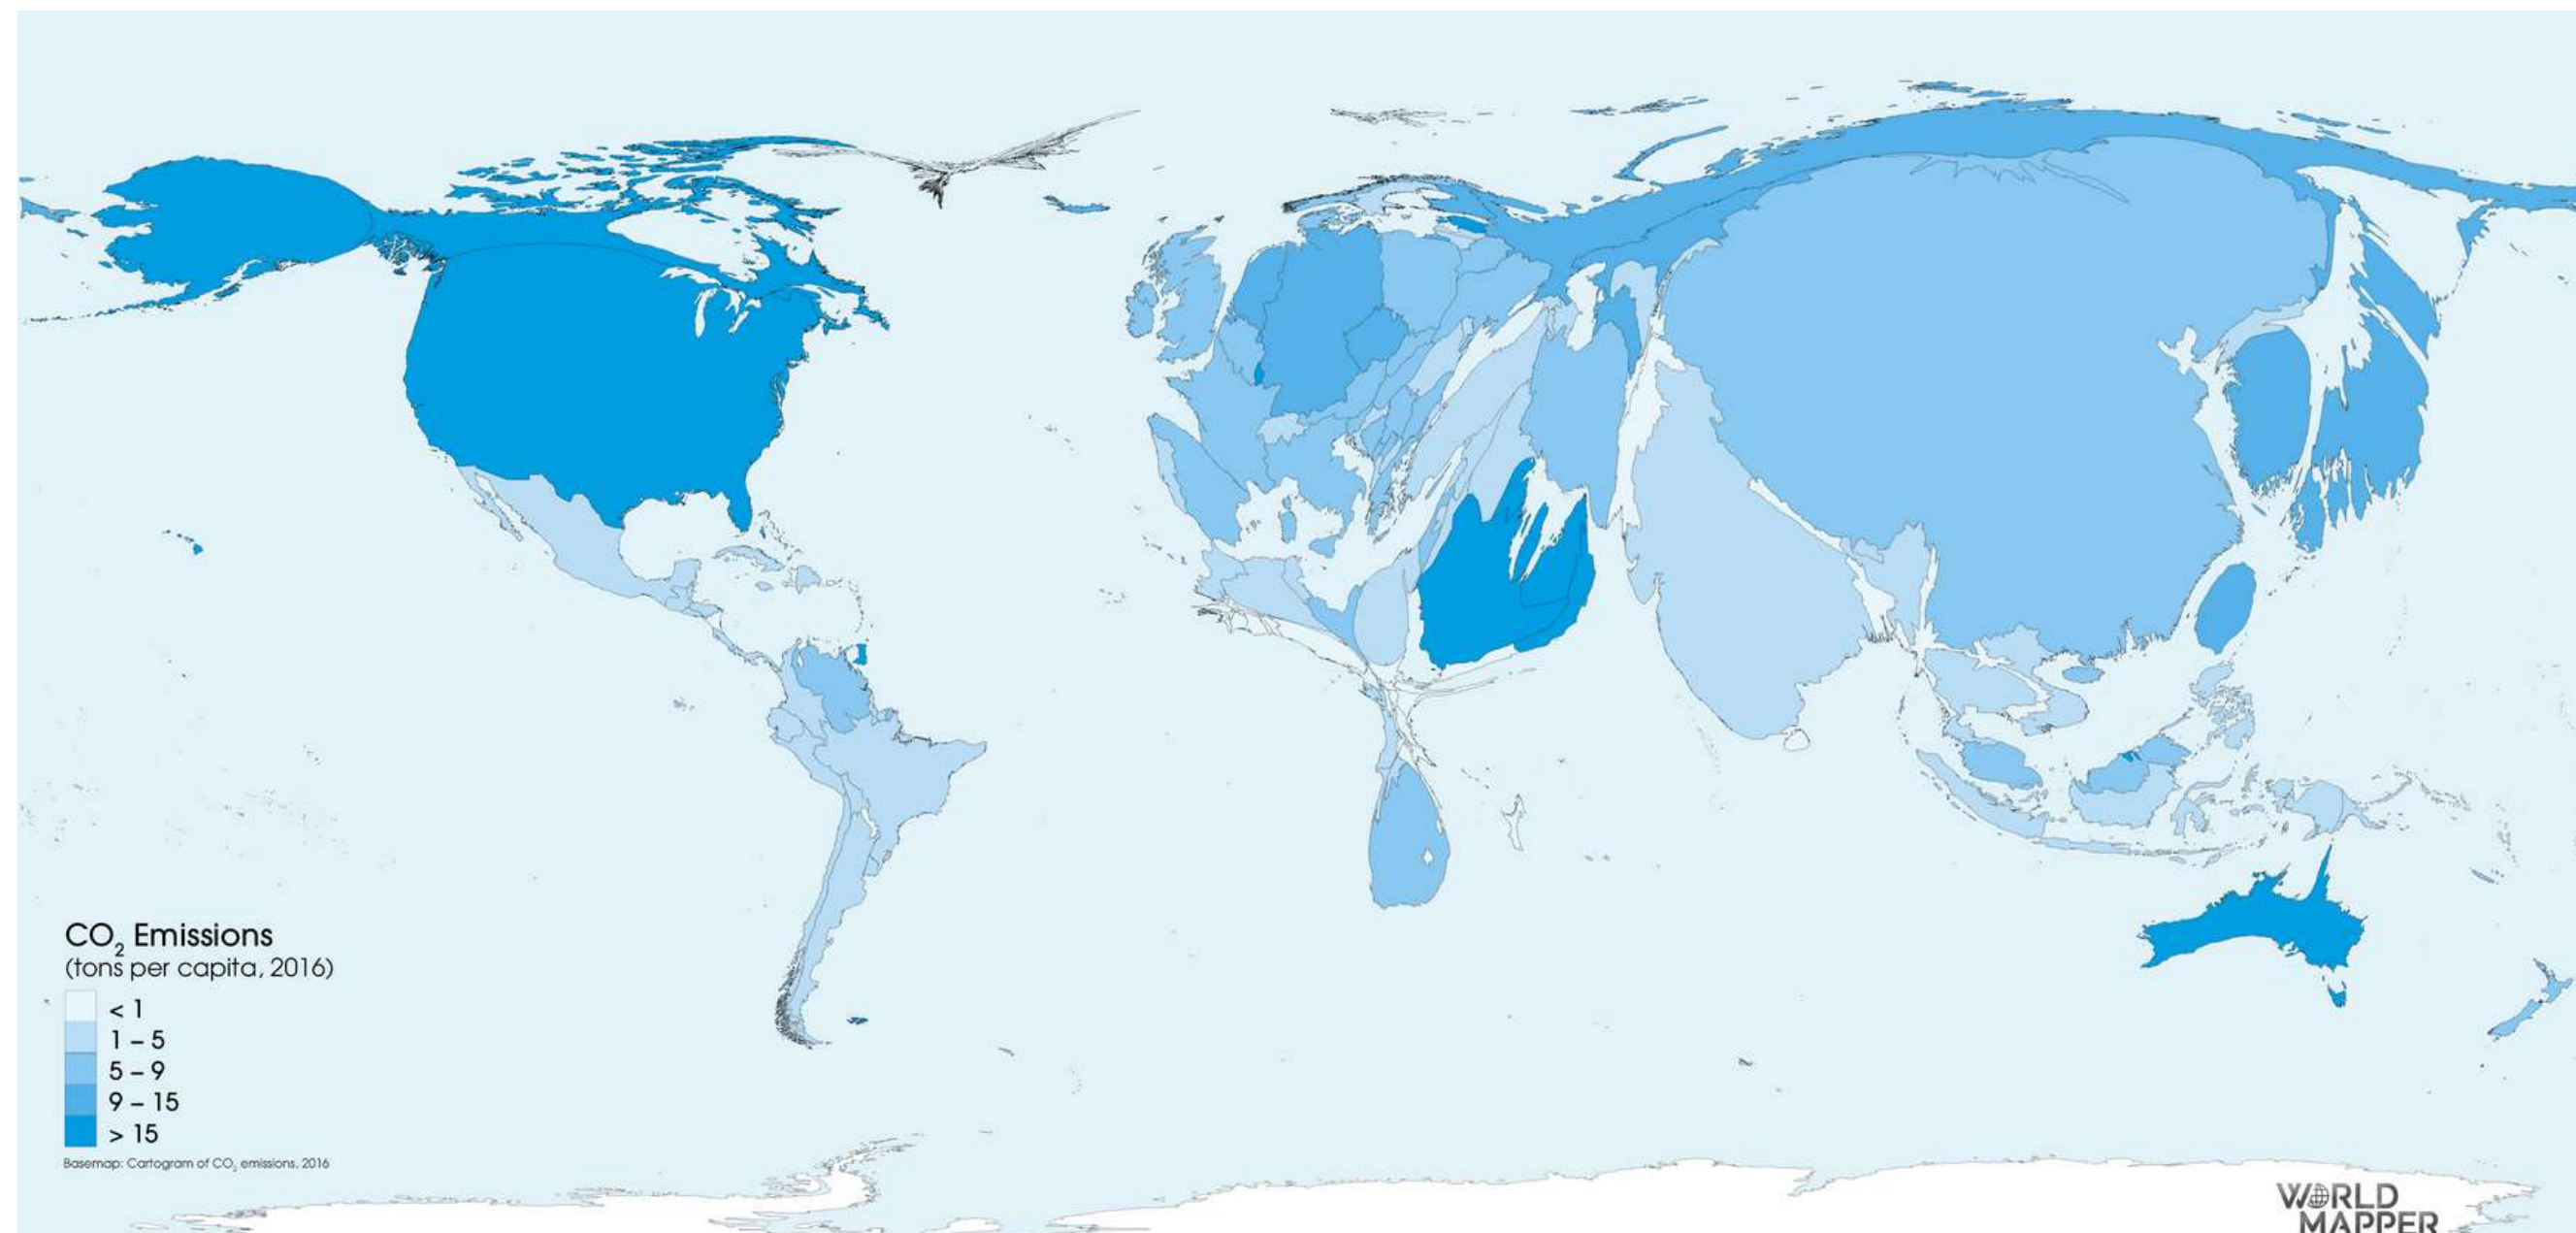 CO₂ Emissions
(tons per capita, 2016)
< 1
1 – 5
5 – 9
9 – 15
> 15
Basemap: Cartogram of CO₂ emissions, 2016
WORLD
MAPPER